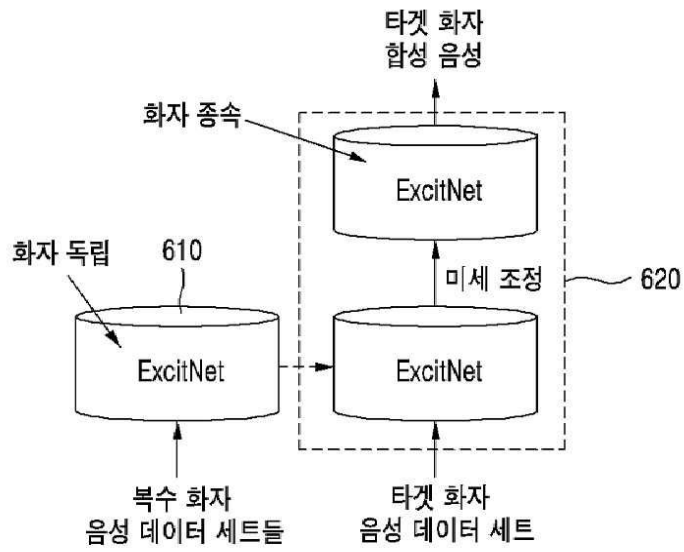 타겟 화자
합성 음성
화자 종속
ExcitNet
화자 독립
610
미세 조정
620
ExcitNet
ExcitNet
복수 화자
음성 데이터 세트들
타겟 화자
음성 데이터 세트